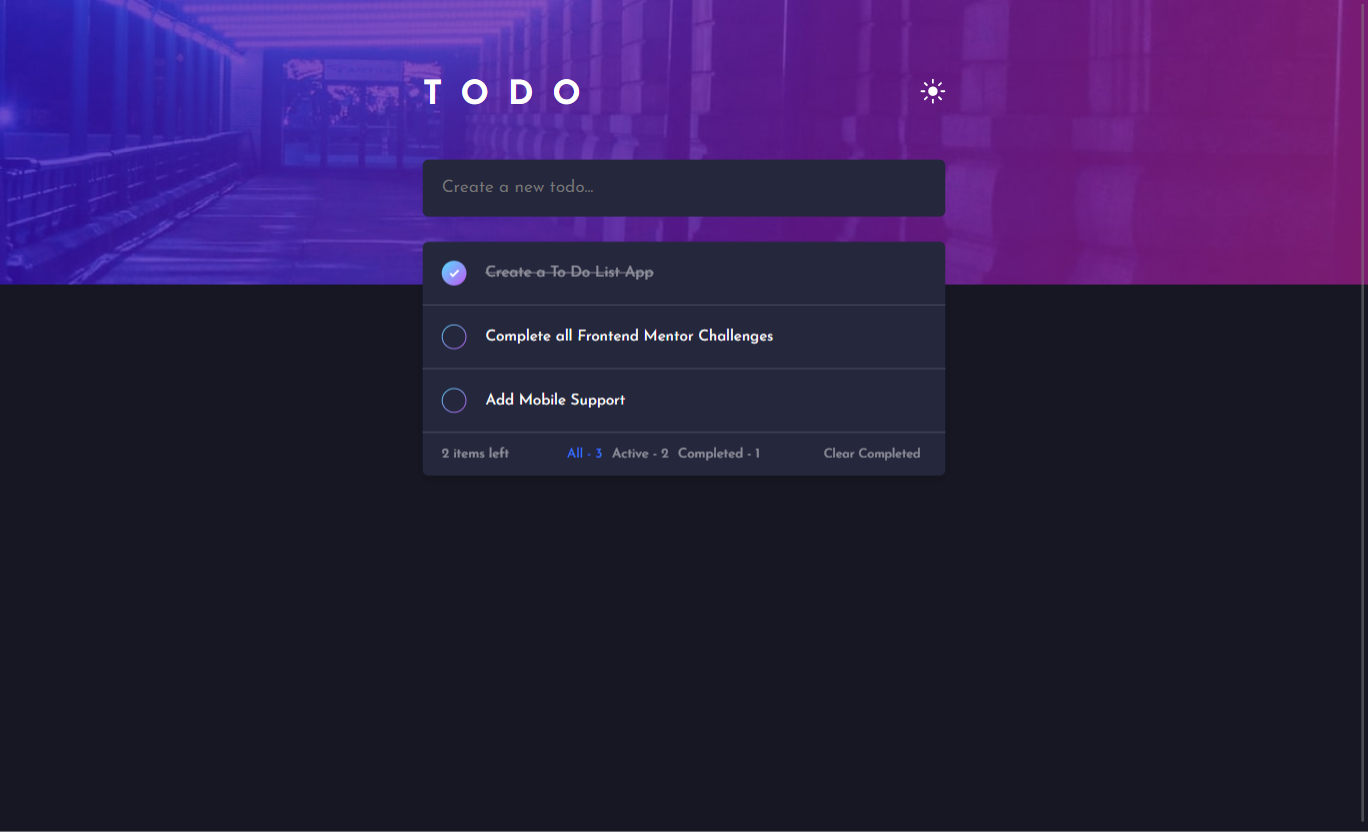 T O D O
Create a new todo...
Create a To Do List App
Complete all Frontend Mentor Challenges
Add Mobile Support
2 items left All - 3 Active - 2 Completed - 1 Clear Completed